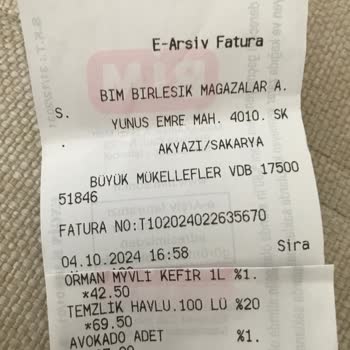 E-Arsiv Fatura
BIM BIRLESIK MAGAZALAR A.
S.
YUNUS EMRE MAH. 4010. SK
.
AKYAZI/SAKARYA
BÜYÜK MÜKELLEFLER VDB 17500
51846
FATURA NO:T102024022635670
04.10.2024 16:58 Sira
ORMAN MYVLİ KEFİR 1L %1.
*42.50
TEMZLİK HAVLU.100 LÜ %20
*69.50
AVOKADO ADET %1.